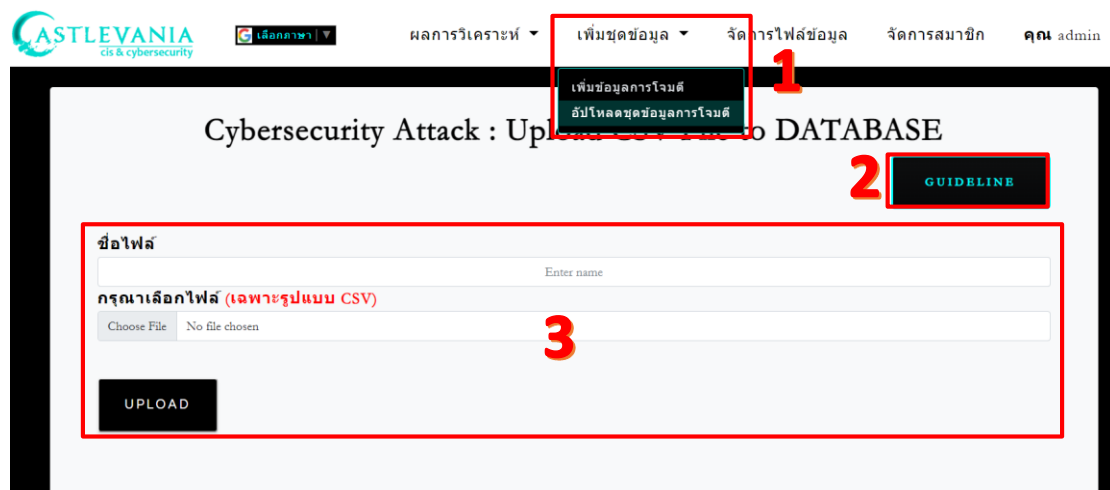 CASTLEVANIA
cis & cybersecurity
เลือกภาษา ▼
ผลการวิเคราะห์
เพิ่มชุดข้อมูล
จัดการไฟล์ข้อมูล
จัดการสมาชิก
คุณ admin
1
เพิ่มข้อมูลการโจมตี
อัปโหลดชุดข้อมูลการโจมตี
Cybersecurity Attack : Upload CSV File to DATABASE
2
GUIDELINE
ชื่อไฟล์
Enter name
กรุณาเลือกไฟล์ (เฉพาะรูปแบบ CSV)
Choose File No file chosen
3
UPLOAD